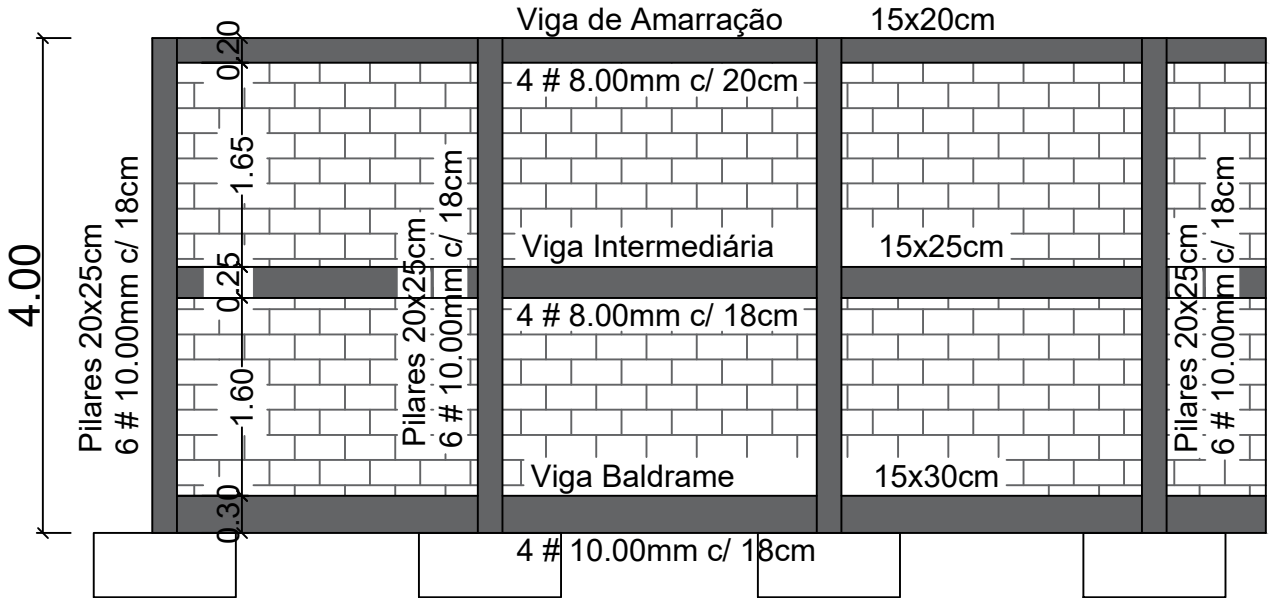 Viga de Amarração 15x20cm
4 # 8.00mm c/ 20cm
0.20
1.65
0.25
1.60
0.30
4.00
Pilares 20x25cm
6 # 10.00mm c/ 18cm
Pilares 20x25cm
6 # 10.00mm c/ 18cm
Viga Intermediária 15x25cm
4 # 8.00mm c/ 18cm
Pilares 20x25cm
6 # 10.00mm c/ 18cm
Viga Baldrame 15x30cm
4 # 10.00mm c/ 18cm